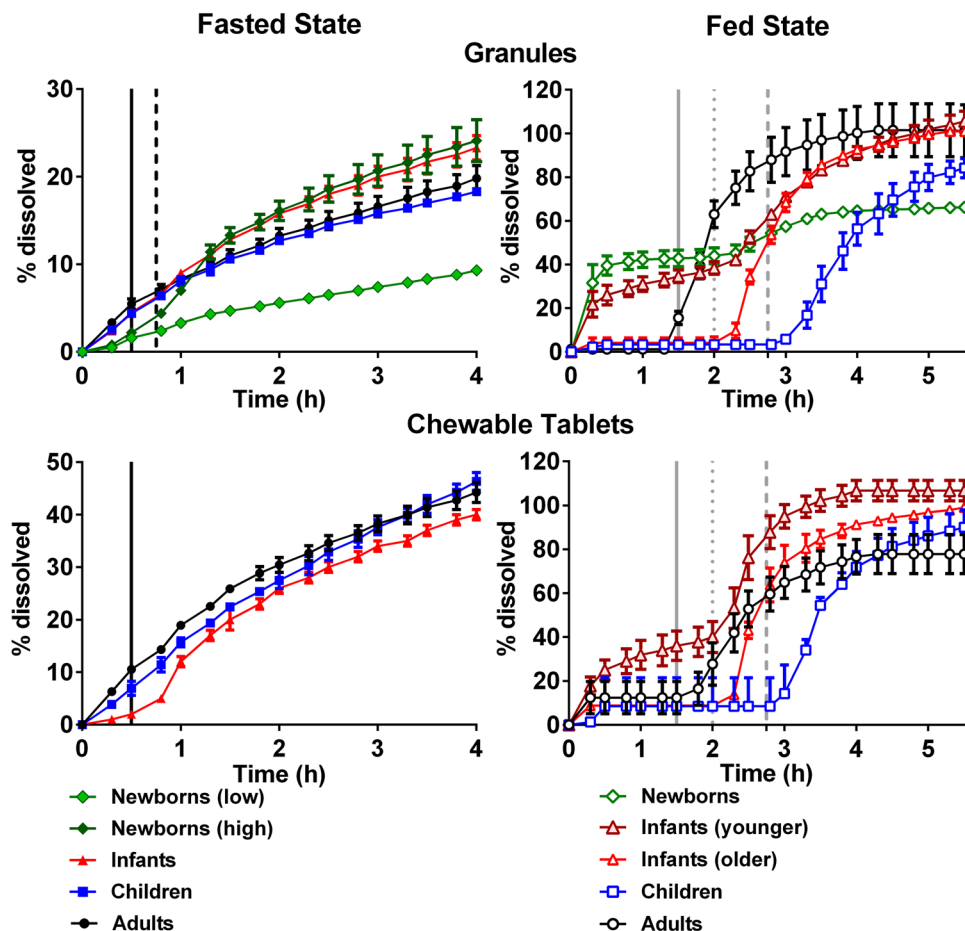 Fasted State
Fed State
Granules
30
20
10
0
% dissolved
0 1 2 3 4
Time (h)
120
100
80
60
40
20
0
% dissolved
0 1 2 3 4 5
Time (h)
Chewable Tablets
50
40
30
20
10
0
% dissolved
0 1 2 3 4
Time (h)
120
100
80
60
40
20
0
% dissolved
0 1 2 3 4 5
Time (h)
Newborns (low)
Newborns (high)
Infants
Children
Adults
Newborns
Infants (younger)
Infants (older)
Children
Adults